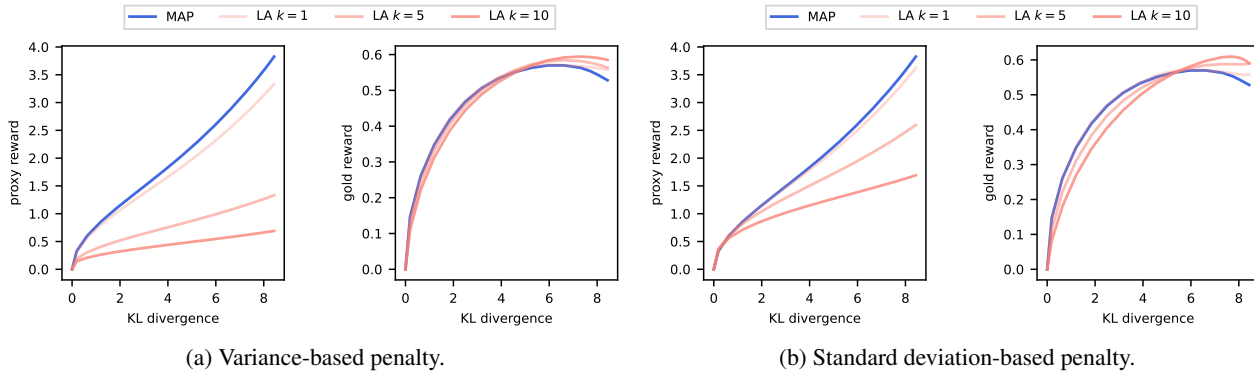 MAP LA k = 1 LA k = 5 LA k = 10
MAP LA k = 1 LA k = 5 LA k = 10
proxy reward
4.0
3.5
3.0
2.5
2.0
1.5
1.0
0.5
0.0
0 2 4 6 8
KL divergence
gold reward
0.6
0.5
0.4
0.3
0.2
0.1
0.0
0 2 4 6 8
KL divergence
proxy reward
4.0
3.5
3.0
2.5
2.0
1.5
1.0
0.5
0.0
0 2 4 6 8
KL divergence
gold reward
0.6
0.5
0.4
0.3
0.2
0.1
0.0
0 2 4 6 8
KL divergence
(a) Variance-based penalty.
(b) Standard deviation-based penalty.